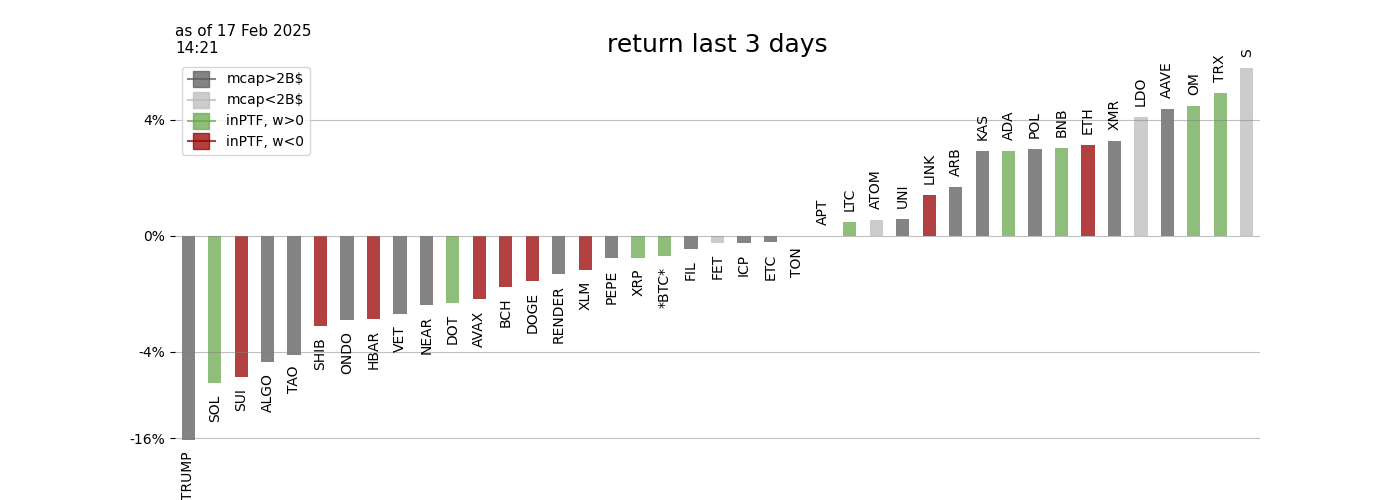 as of 17 Feb 2025
14:21
return last 3 days
mcap>2B$
mcap<2B$
inPTF, w>0
inPTF, w<0
4%
0%
-4%
-16%
TRUMP
SOL
SUI
ALGO
TAO
SHIB
ONDO
HBAR
VET
NEAR
DOT
AVAX
BCH
DOGE
RENDER
XLM
PEPE
XRP
*BTC*
FIL
FET
ICP
ETC
TON
APT
LTC
ATOM
UNI
LINK
ARB
KAS
ADA
POL
BNB
ETH
XMR
LDO
AAVE
OM
TRX
S